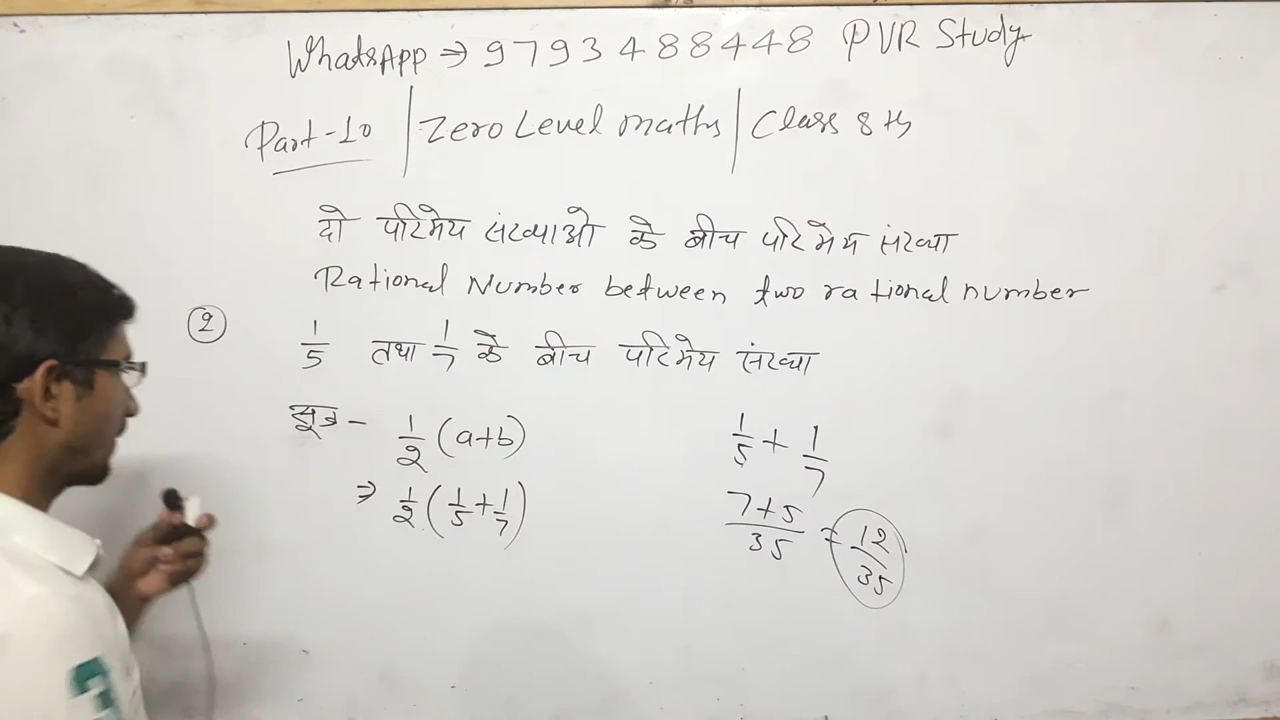 WhatsApp ⇒ 9793488448 PVR Study
Part-10 | Zero Level maths | Class 8th
दो परिमेय संख्याओ के बीच परिमेय संख्या
Rational Number between two rational number
② 1/5 तथा 1/7 के बीच परिमेय संख्या
सूत्र - 1/2 (a+b)
⇒ 1/2 (1/5 + 1/7)
1/5 + 1/7
7+5/35 = 12/35